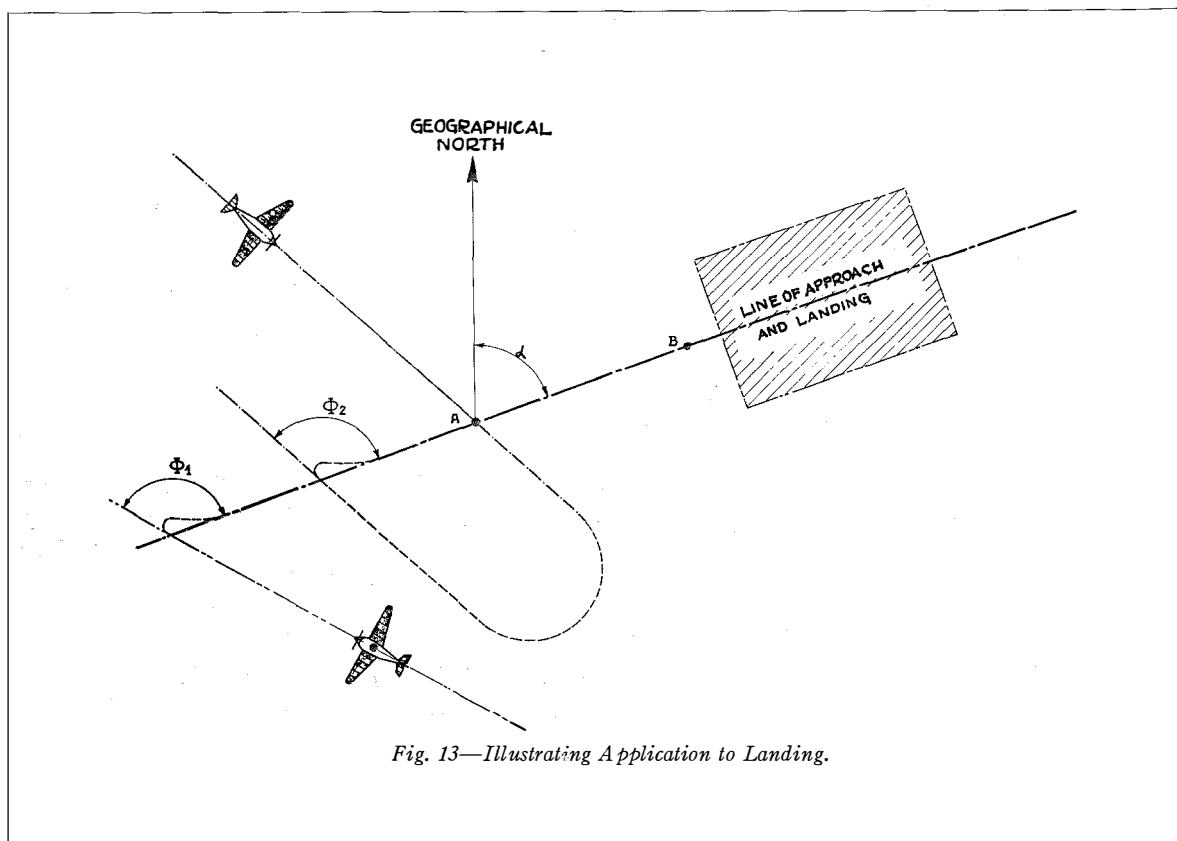 GEOGRAPHICAL
NORTH
LINE OF APPROACH
AND LANDING
B
α
A
Φ2
Φ1
Fig. 13—Illustrating Application to Landing.